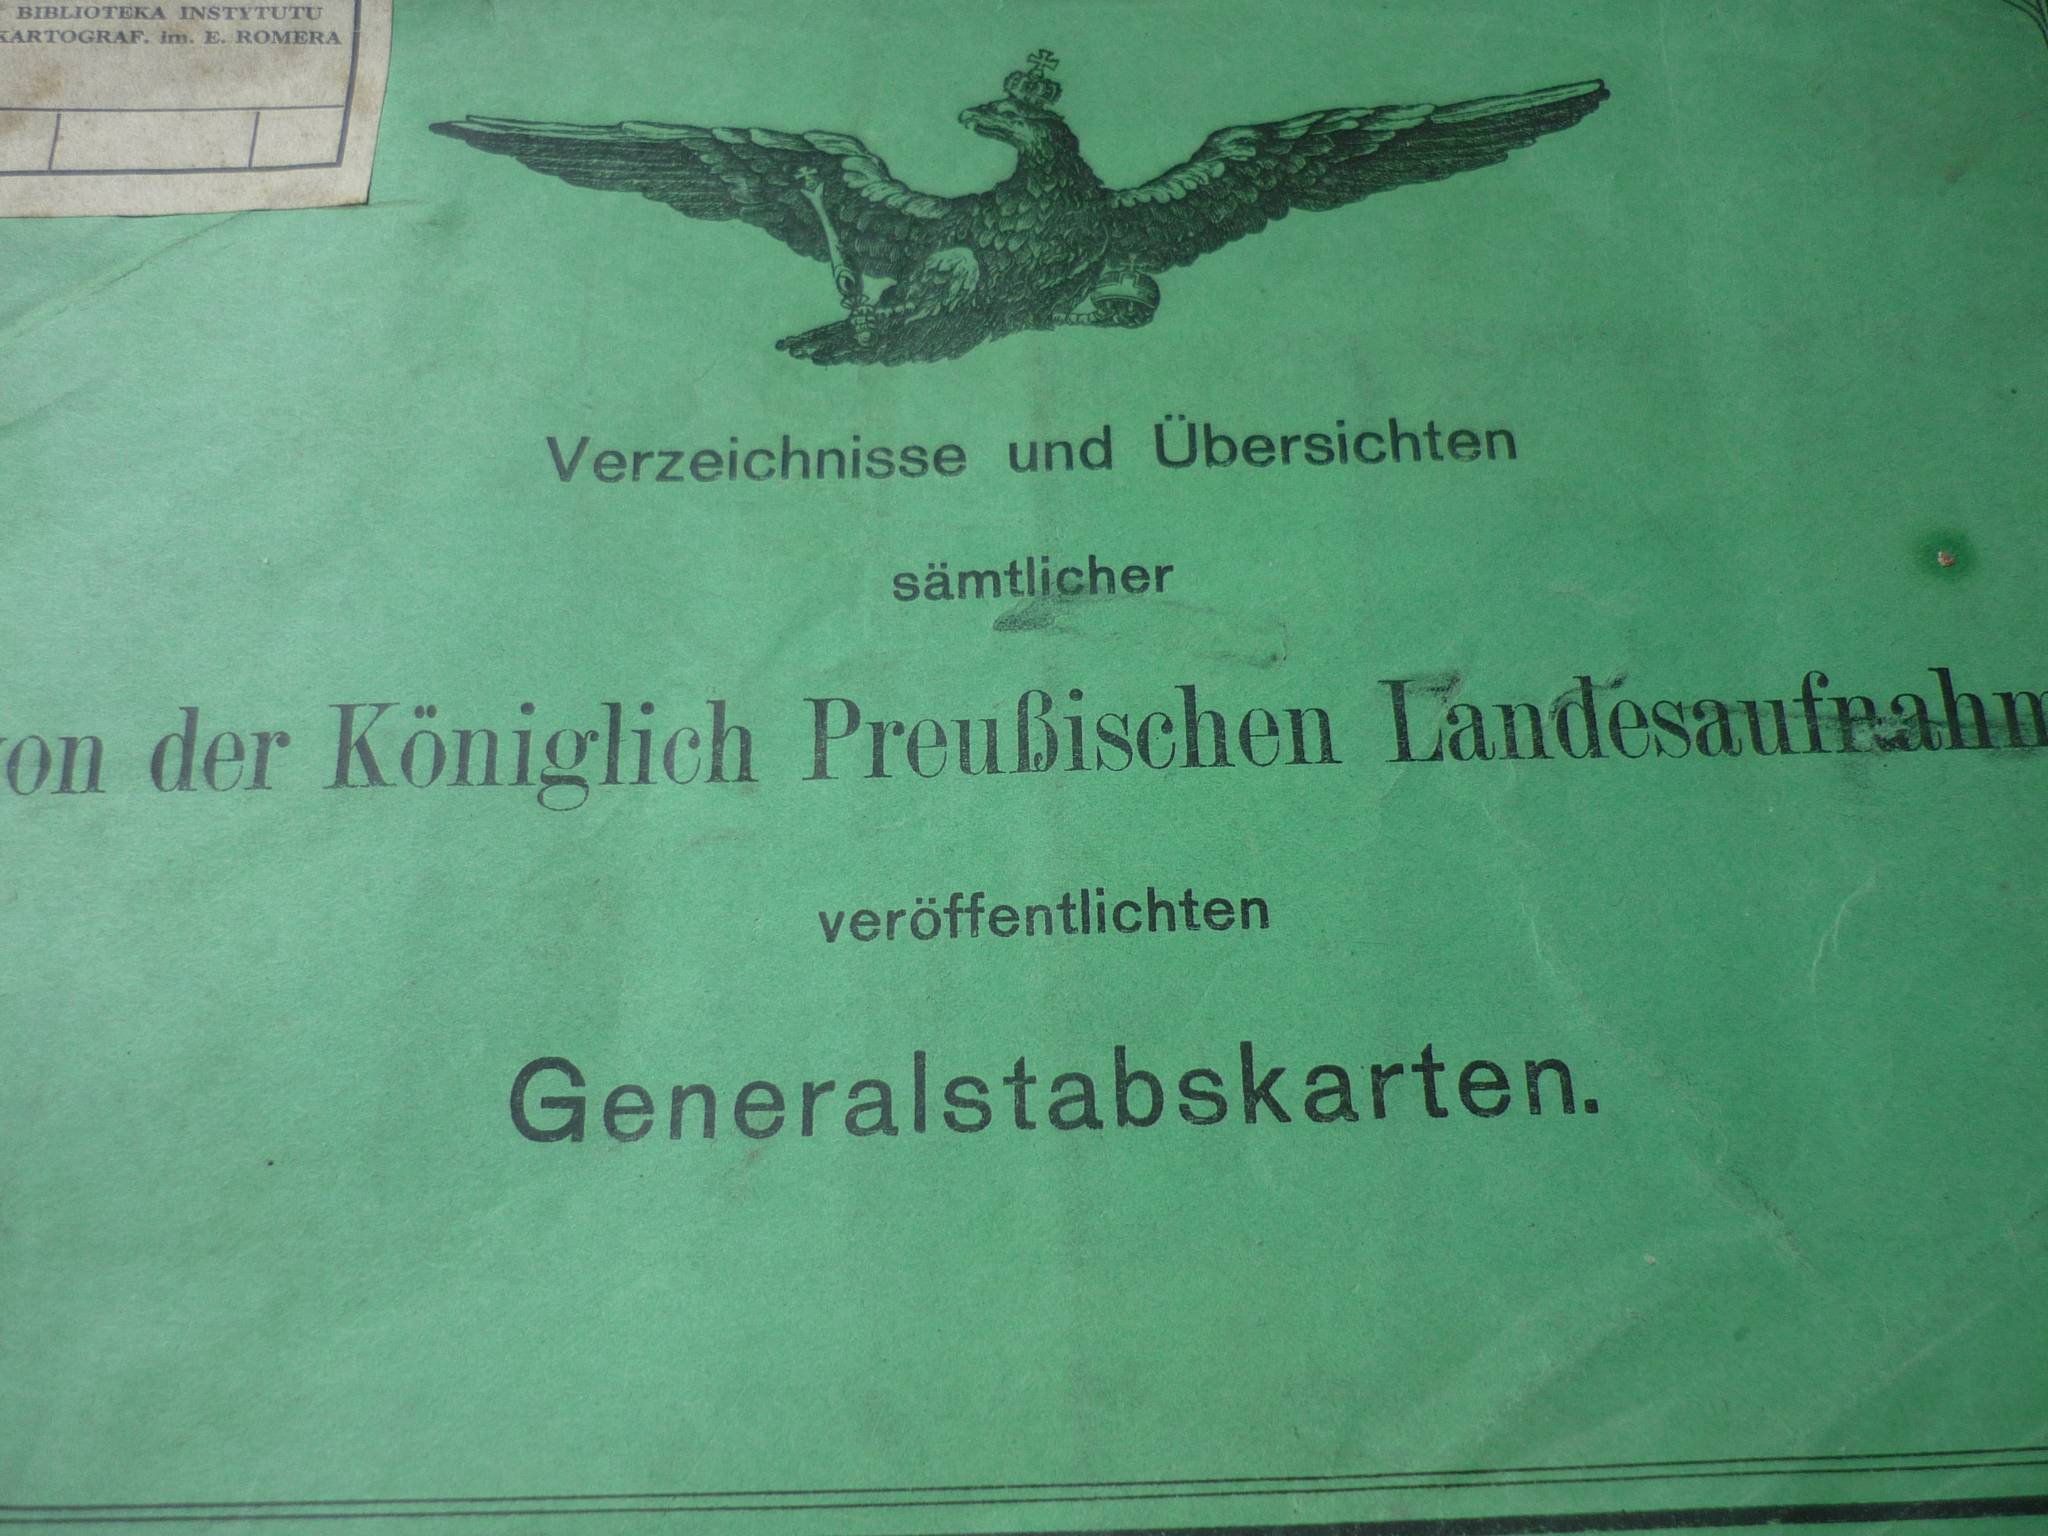 BIBLIOTEKA INSTYTUTU
KARTOGRAF. im. E. ROMERA
Verzeichnisse und Übersichten
sämtlicher
von der Königlich Preußischen Landesaufnahm
veröffentlichten
Generalstabskarten.